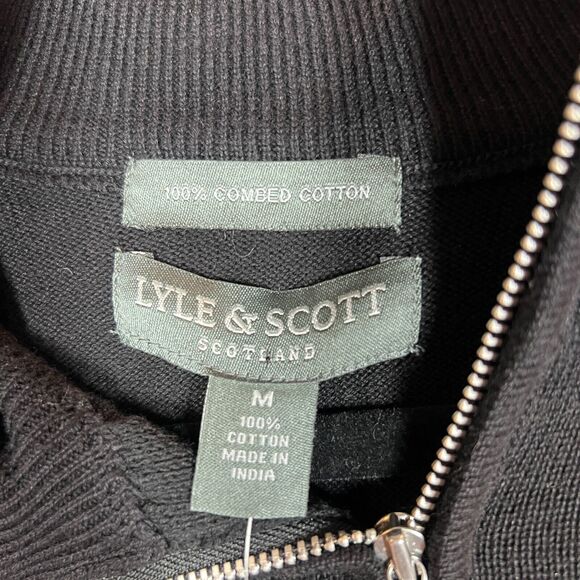 100% COMBED COTTON
LYLE & SCOTT
SCOTLAND
M
100%
COTTON
MADE IN
INDIA